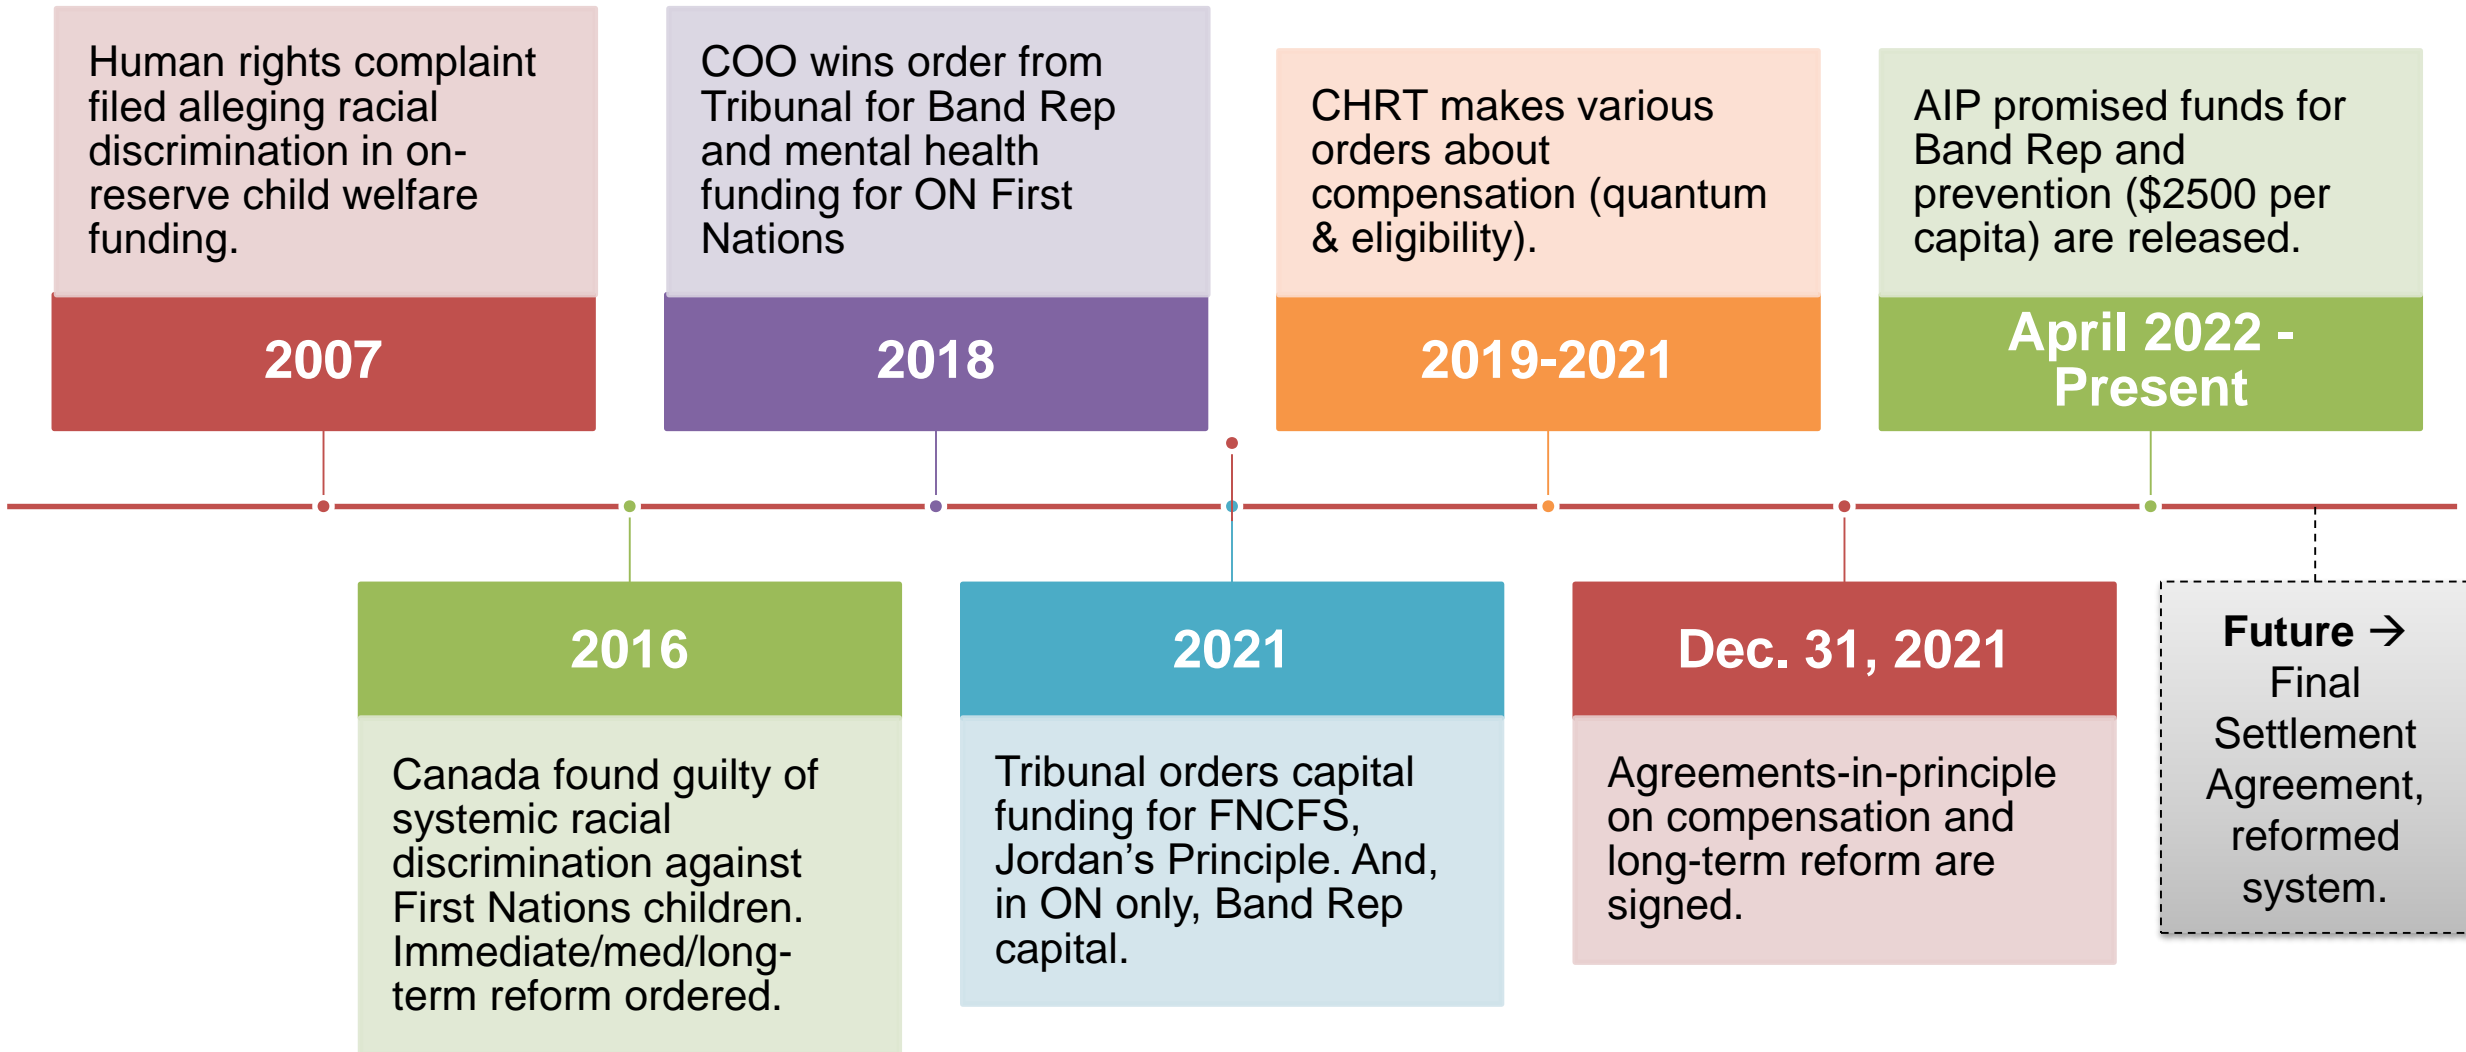 Human rights complaint
filed alleging racial
discrimination in on-
reserve child welfare
funding.
2007
2016
Canada found guilty of
systemic racial
discrimination against
First Nations children.
Immediate/med/long-
term reform ordered.
COO wins order from
Tribunal for Band Rep
and mental health
funding for ON First
Nations
2018
2021
Tribunal orders capital
funding for FNCFS,
Jordan’s Principle. And,
in ON only, Band Rep
capital.
CHRT makes various
orders about
compensation (quantum
& eligibility).
2019-2021
Dec. 31, 2021
Agreements-in-principle
on compensation and
long-term reform are
signed.
AIP promised funds for
Band Rep and
prevention ($2500 per
capita) are released.
April 2022 -
Present
Future →
Final
Settlement
Agreement,
reformed
system.